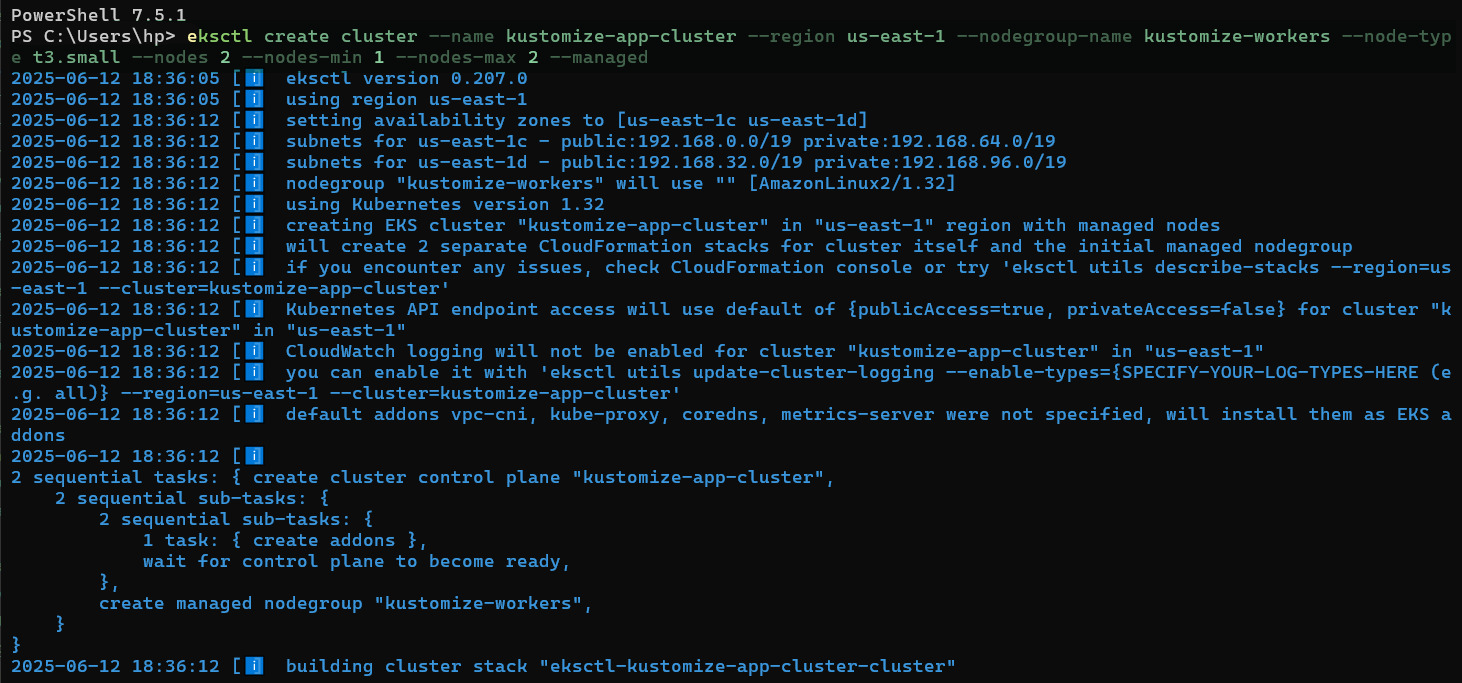 PowerShell 7.5.1
PS C:\Users\hp> eksctl create cluster --name kustomize-app-cluster --region us-east-1 --nodegroup-name kustomize-workers --node-typ
e t3.small --nodes 2 --nodes-min 1 --nodes-max 2 --managed
2025-06-12 18:36:05 [ℹ]  eksctl version 0.207.0
2025-06-12 18:36:05 [ℹ]  using region us-east-1
2025-06-12 18:36:12 [ℹ]  setting availability zones to [us-east-1c us-east-1d]
2025-06-12 18:36:12 [ℹ]  subnets for us-east-1c - public:192.168.0.0/19 private:192.168.64.0/19
2025-06-12 18:36:12 [ℹ]  subnets for us-east-1d - public:192.168.32.0/19 private:192.168.96.0/19
2025-06-12 18:36:12 [ℹ]  nodegroup "kustomize-workers" will use "" [AmazonLinux2/1.32]
2025-06-12 18:36:12 [ℹ]  using Kubernetes version 1.32
2025-06-12 18:36:12 [ℹ]  creating EKS cluster "kustomize-app-cluster" in "us-east-1" region with managed nodes
2025-06-12 18:36:12 [ℹ]  will create 2 separate CloudFormation stacks for cluster itself and the initial managed nodegroup
2025-06-12 18:36:12 [ℹ]  if you encounter any issues, check CloudFormation console or try 'eksctl utils describe-stacks --region=us
-east-1 --cluster=kustomize-app-cluster'
2025-06-12 18:36:12 [ℹ]  Kubernetes API endpoint access will use default of {publicAccess=true, privateAccess=false} for cluster "k
ustomize-app-cluster" in "us-east-1"
2025-06-12 18:36:12 [ℹ]  CloudWatch logging will not be enabled for cluster "kustomize-app-cluster" in "us-east-1"
2025-06-12 18:36:12 [ℹ]  you can enable it with 'eksctl utils update-cluster-logging --enable-types={SPECIFY-YOUR-LOG-TYPES-HERE (e
.g. all)} --region=us-east-1 --cluster=kustomize-app-cluster'
2025-06-12 18:36:12 [ℹ]  default addons vpc-cni, kube-proxy, coredns, metrics-server were not specified, will install them as EKS a
ddons
2025-06-12 18:36:12 [ℹ]
2 sequential tasks: { create cluster control plane "kustomize-app-cluster",
    2 sequential sub-tasks: {
        2 sequential sub-tasks: {
            1 task: { create addons },
            wait for control plane to become ready,
        },
        create managed nodegroup "kustomize-workers",
    }
}
2025-06-12 18:36:12 [ℹ]  building cluster stack "eksctl-kustomize-app-cluster-cluster"